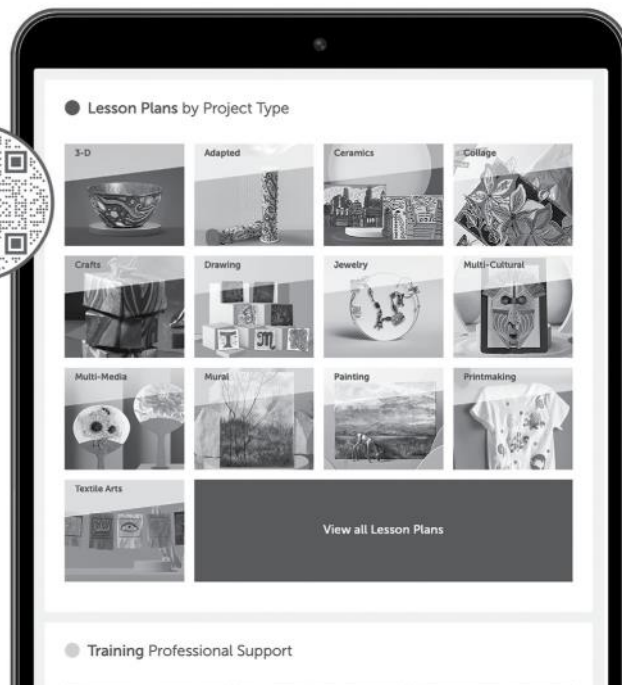 Lesson Plans by Project Type
3-D
Adapted
Ceramics
Collage
Crafts
Drawing
Jewelry
Multi-Cultural
Multi-Media
Mural
Painting
Printmaking
Textile Arts
View all Lesson Plans
Training Professional Support